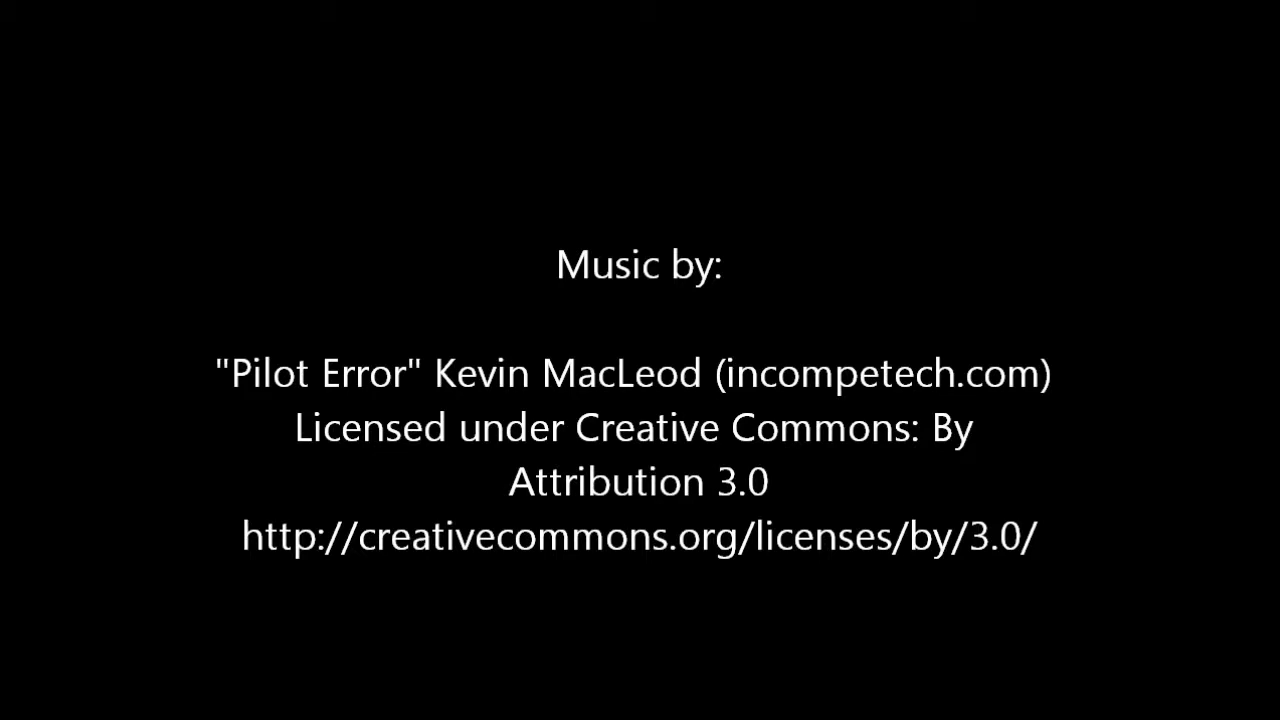 Music by:
"Pilot Error" Kevin MacLeod (incompetech.com)
Licensed under Creative Commons: By
Attribution 3.0
http://creativecommons.org/licenses/by/3.0/